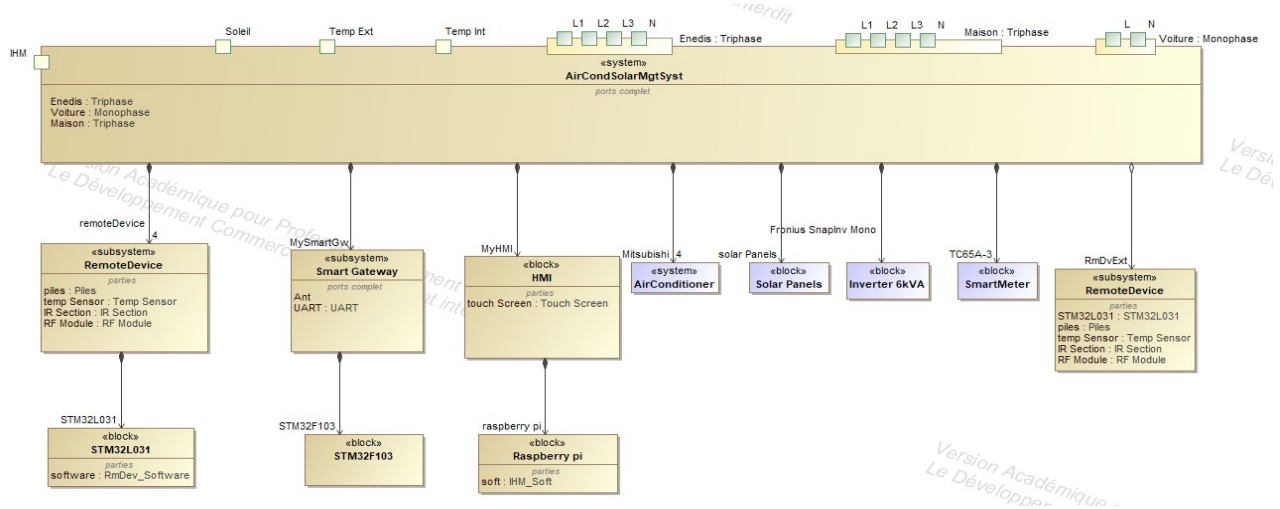 Interdit
Soleil
Temp Ext
Temp Int
L1 L2 L3 N
Enedis : Triphase
L1 L2 L3 N
Maison : Triphase
L N
Voiture : Monophase
IHM
«system»
AirCondSolarMgtSyst
ports complet
Enedis : Triphase
Voiture : Monophase
Maison : Triphase
Version Académique pour Profe
Le Développement Commerc
remoteDevice
4
«subsystem»
RemoteDevice
parties
piles : Piles
temp Sensor : Temp Sensor
IR Section : IR Section
RF Module : RF Module
MySmartGw
«subsystem»
Smart Gateway
ports complet
Ant
UART : UART
MyHMI
«block»
HMI
parties
touch Screen : Touch Screen
Mitsubishi 4
«system»
AirConditioner
solar Panels
«block»
Solar Panels
Fronius SnapInv Mono
«block»
Inverter 6kVA
TC65A-3
«block»
SmartMeter
RmDvExt
«subsystem»
RemoteDevice
parties
STM32L031 : STM32L031
piles : Piles
temp Sensor : Temp Sensor
IR Section : IR Section
RF Module : RF Module
STM32L031
«block»
STM32L031
parties
software : RmDev_Software
STM32F103
«block»
STM32F103
raspberry pi
«block»
Raspberry pi
parties
soft : IHM_Soft
Version Académique
Le Développe